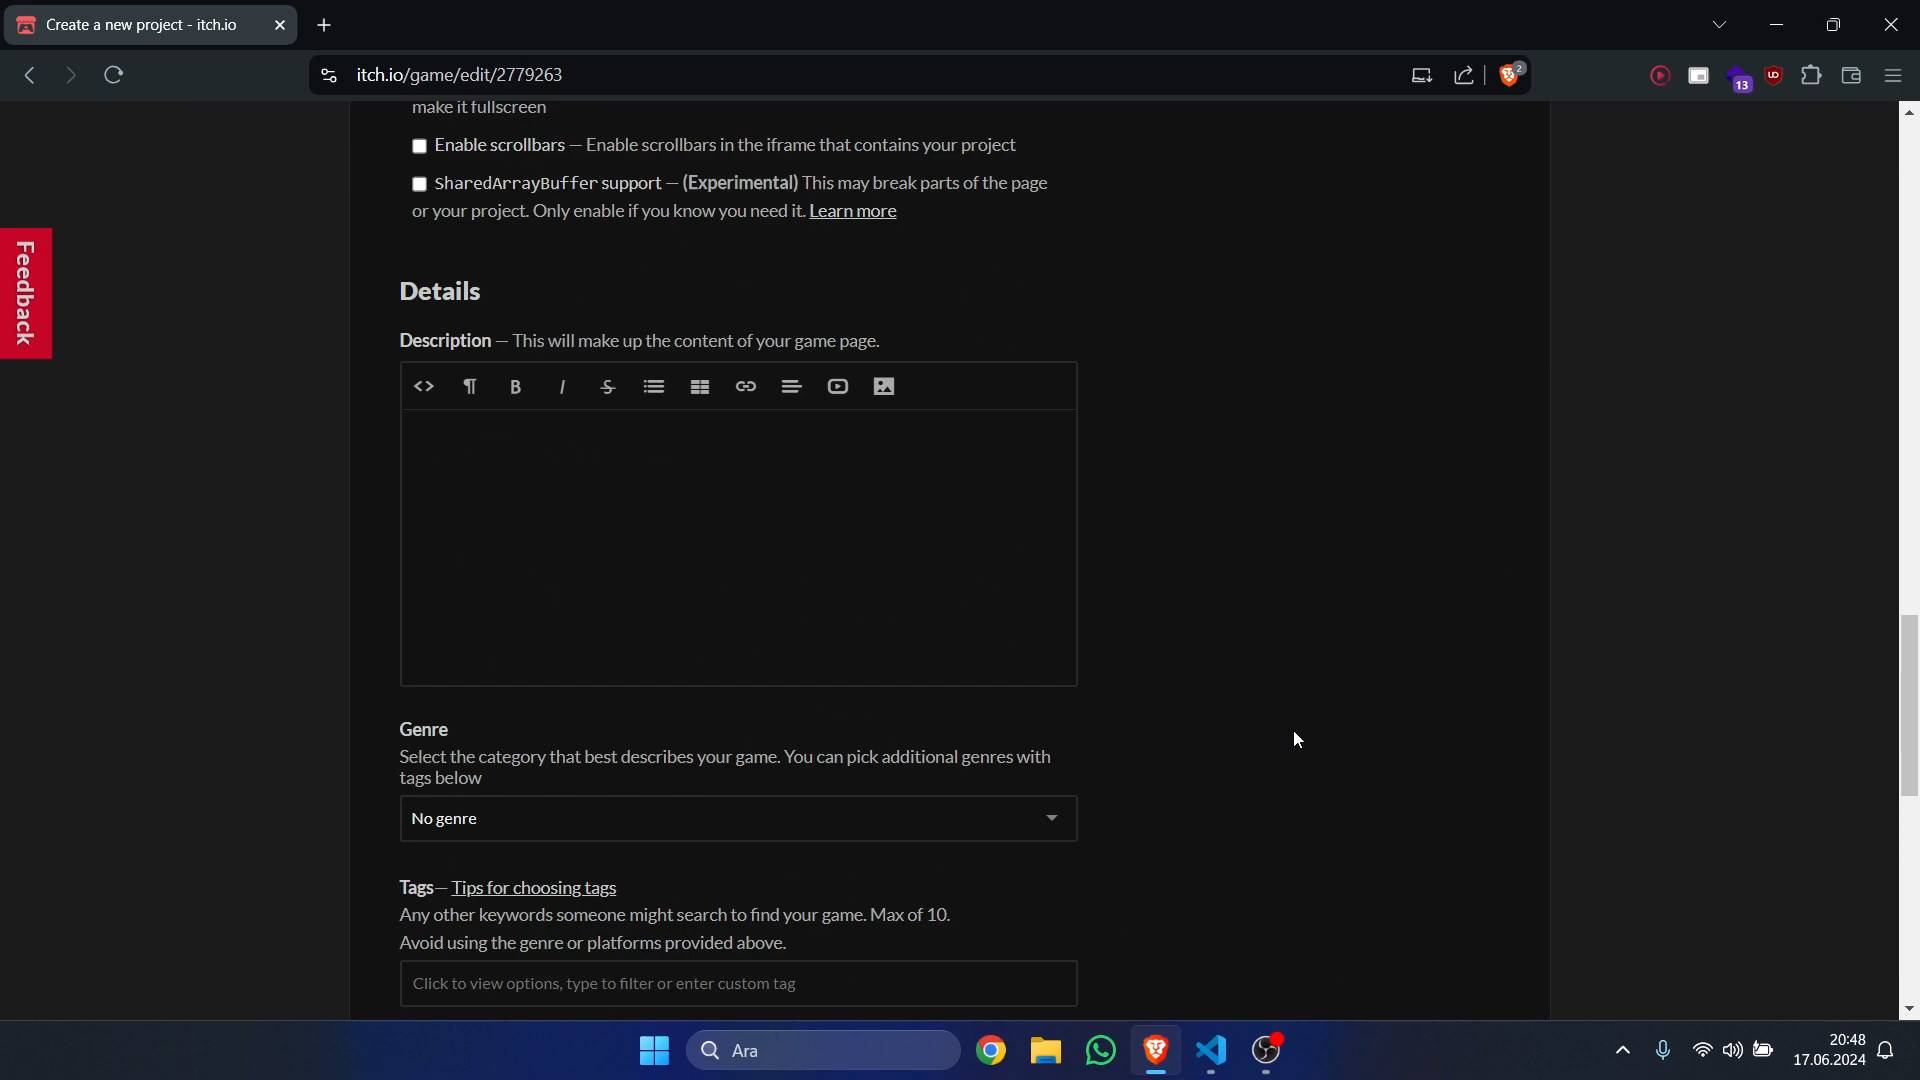 Create a new project - itch.io
itch.io/game/edit/2779263
2
13
make it fullscreen
Enable scrollbars — Enable scrollbars in the iframe that contains your project
SharedArrayBuffer support — (Experimental) This may break parts of the page
or your project. Only enable if you know you need it. Learn more
Feedback
Details
Description — This will make up the content of your game page.
Genre
Select the category that best describes your game. You can pick additional genres with
tags below
No genre
Tags— Tips for choosing tags
Any other keywords someone might search to find your game. Max of 10.
Avoid using the genre or platforms provided above.
Click to view options, type to filter or enter custom tag
Ara
20:48
17.06.2024